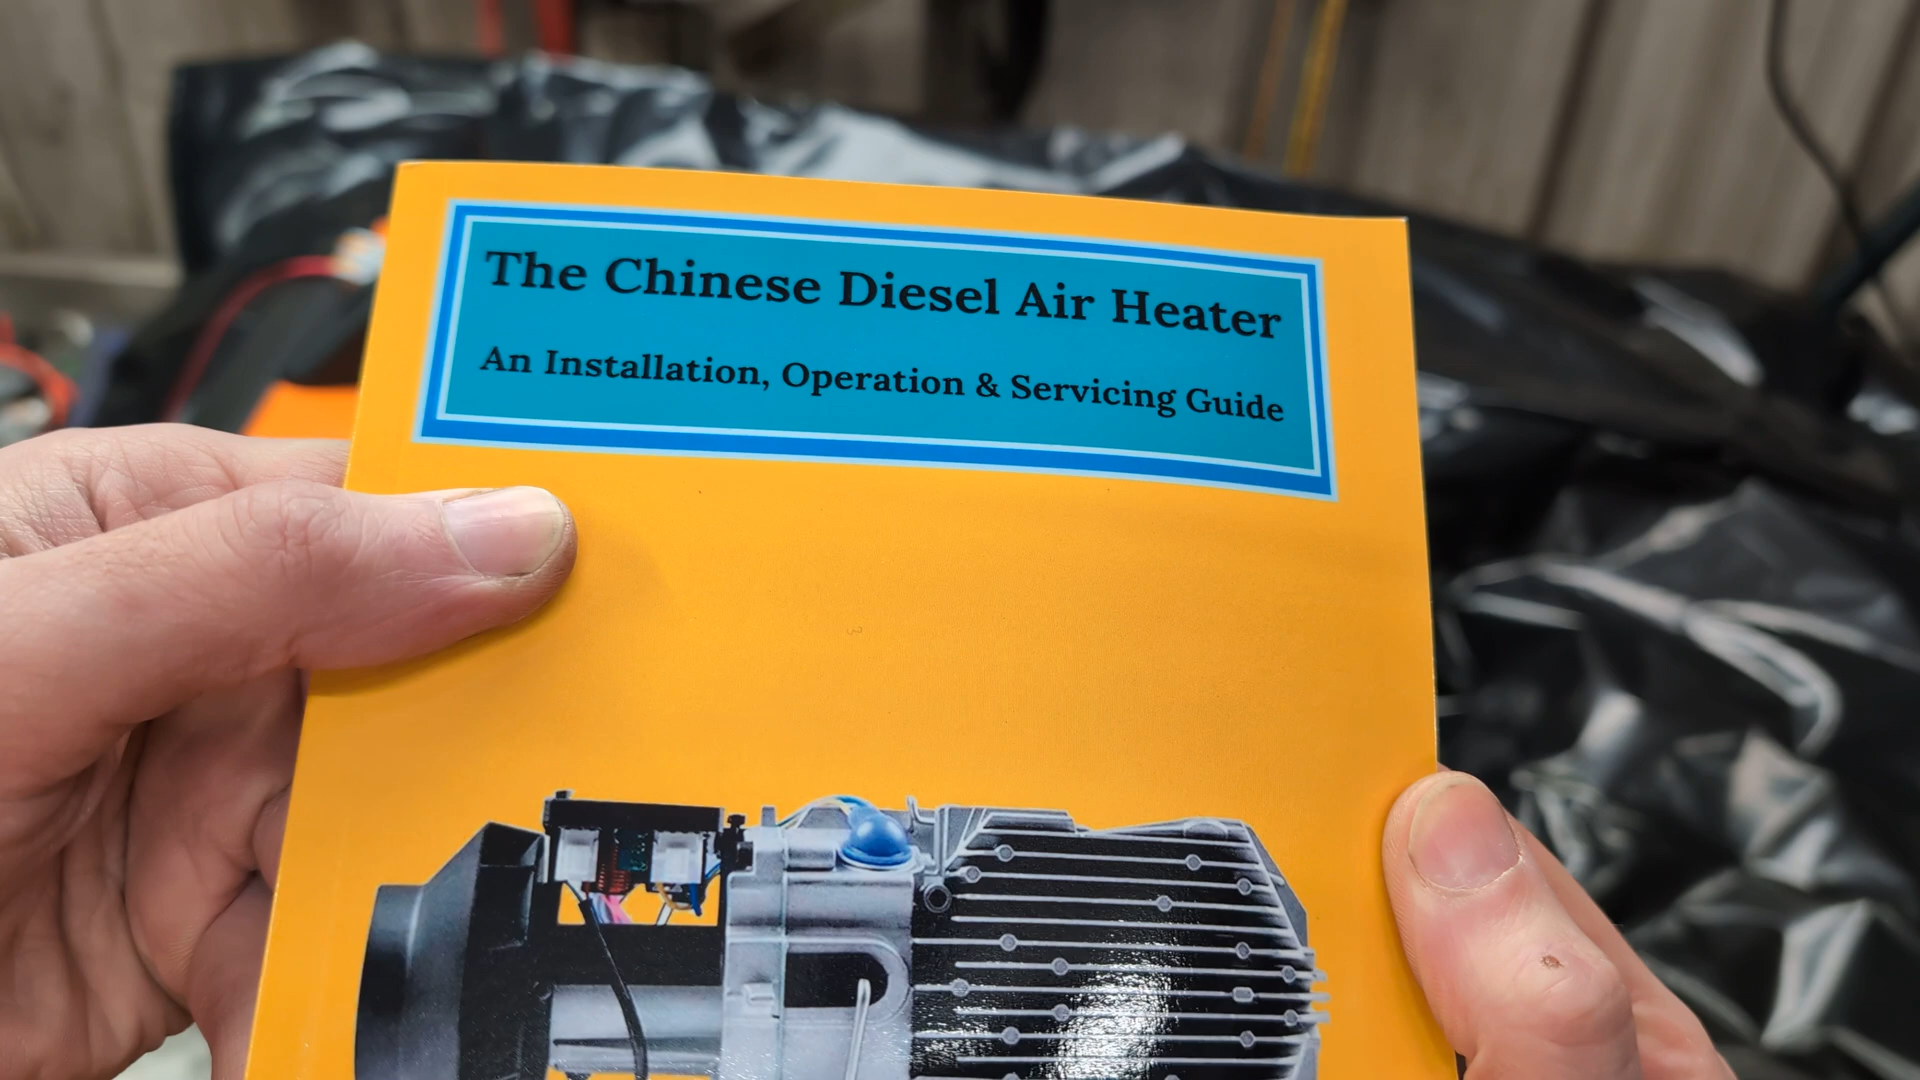 The Chinese Diesel Air Heater
An Installation, Operation & Servicing Guide